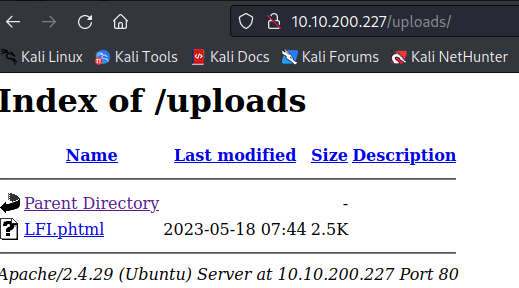 10.10.200.227/uploads/
Kali Linux Kali Tools Kali Docs Kali Forums Kali NetHunter
Index of /uploads
Name Last modified Size Description
Parent Directory -
LFI.phtml 2023-05-18 07:44 2.5K
Apache/2.4.29 (Ubuntu) Server at 10.10.200.227 Port 80